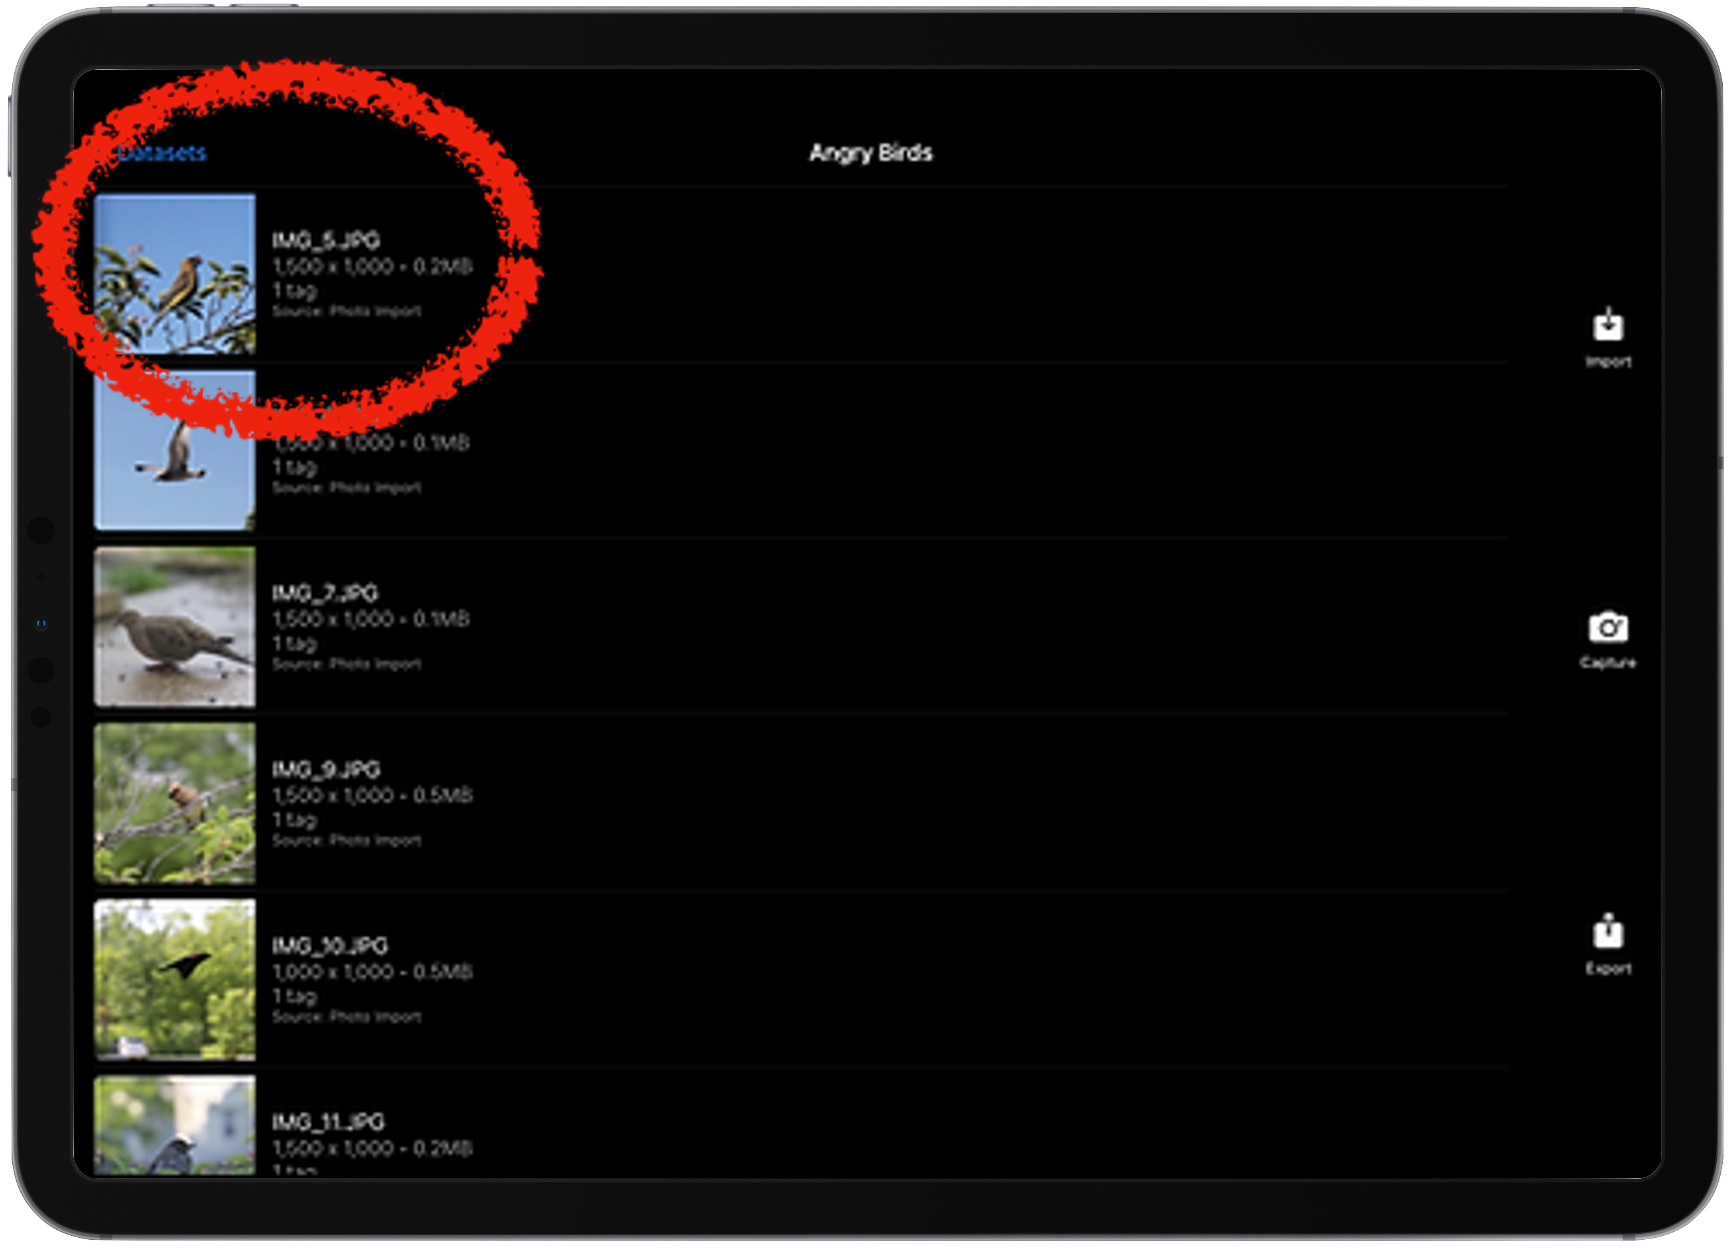 Datasets
Angry Birds
IMG_5.JPG
1,500 x 1,000 • 0.2MB
1 tag
Source: Photo Import
1,500 x 1,000 • 0.1MB
1 tag
Source: Photo Import
IMG_7.JPG
1,500 x 1,000 • 0.1MB
1 tag
Source: Photo Import
IMG_9.JPG
1,500 x 1,000 • 0.5MB
1 tag
Source: Photo Import
IMG_10.JPG
1,000 x 1,000 • 0.5MB
1 tag
Source: Photo Import
IMG_11.JPG
1,500 x 1,000 • 0.2MB
1 tag
Import
Capture
Export